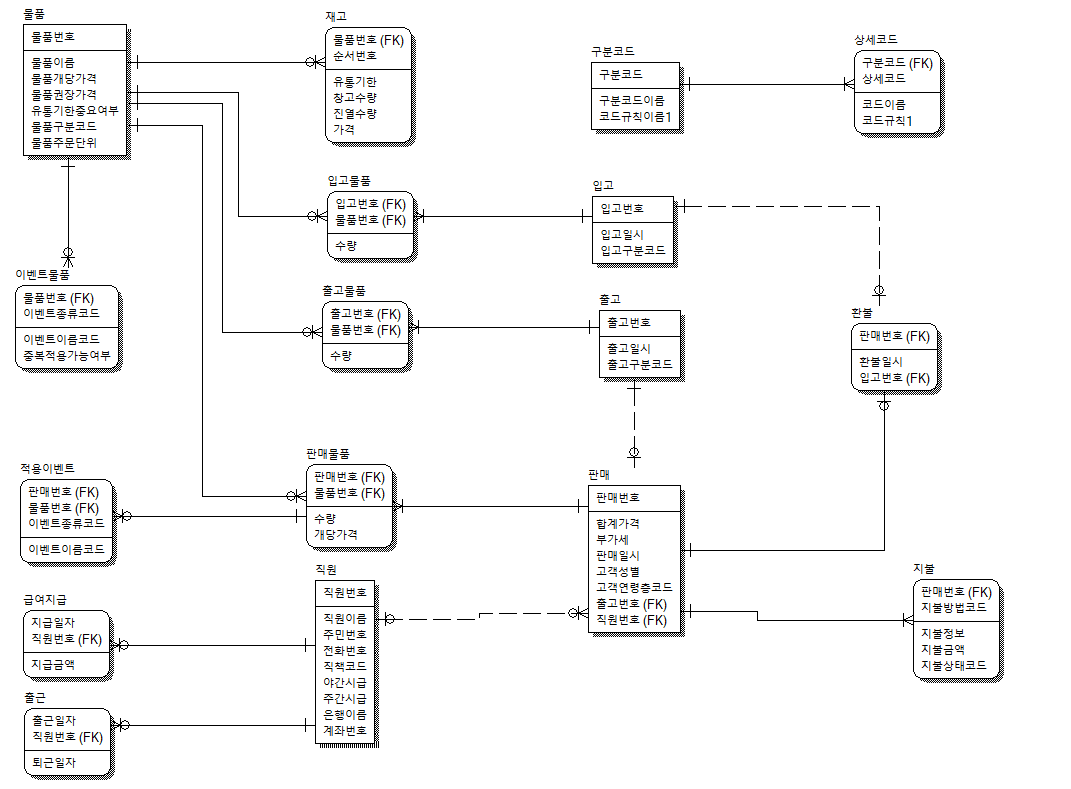 물품
물품번호
물품이름
물품개당가격
물품권장가격
유통기한중요여부
물품구분코드
물품주문단위
재고
물품번호 (FK)
순서번호
유통기한
창고수량
진열수량
가격
구분코드
구분코드
구분코드이름
코드규칙이름1
상세코드
구분코드 (FK)
상세코드
코드이름
코드규칙1
입고물품
입고번호 (FK)
물품번호 (FK)
수량
입고
입고번호
입고일시
입고구분코드
이벤트물품
물품번호 (FK)
이벤트종류코드
이벤트이름코드
중복적용가능여부
출고물품
출고번호 (FK)
물품번호 (FK)
수량
출고
출고번호
출고일시
출고구분코드
환불
판매번호 (FK)
환불일시
입고번호 (FK)
적용이벤트
판매번호 (FK)
물품번호 (FK)
이벤트종류코드
이벤트이름코드
판매물품
판매번호 (FK)
물품번호 (FK)
수량
개당가격
판매
판매번호
합계가격
부가세
판매일시
고객성별
고객연령층코드
출고번호 (FK)
직원번호 (FK)
지불
판매번호 (FK)
지불방법코드
지불정보
지불금액
지불상태코드
급여지급
지급일자
직원번호 (FK)
지급금액
직원
직원번호
직원이름
주민번호
전화번호
직책코드
야간시급
주간시급
은행이름
계좌번호
출근
출근일자
직원번호 (FK)
퇴근일자